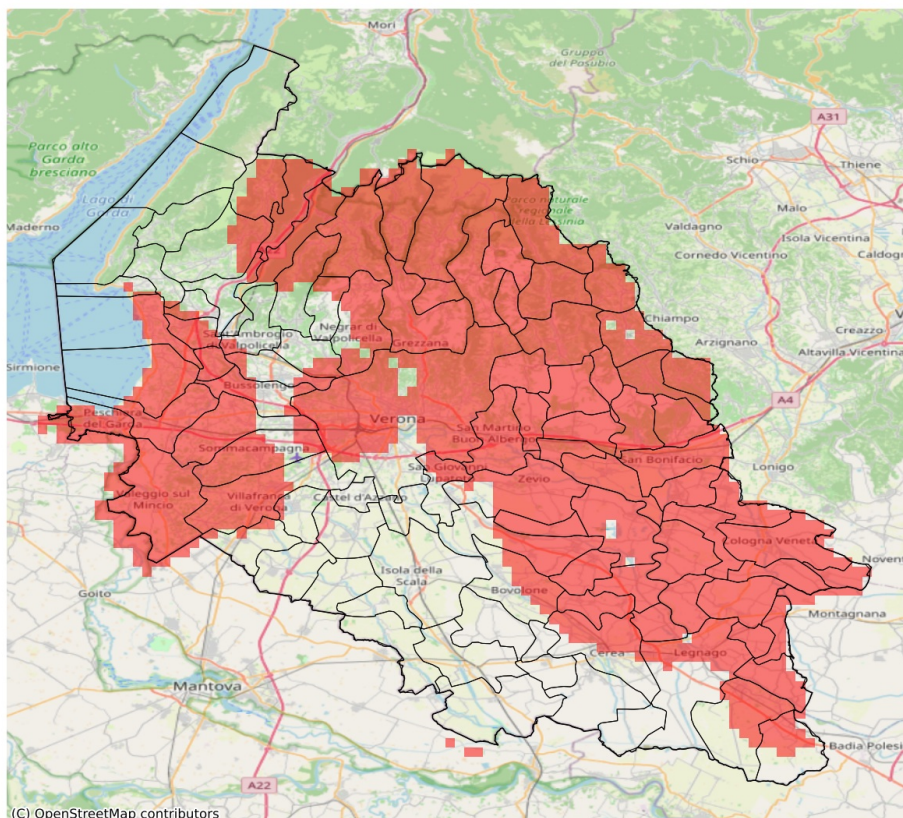 Mori
Gruppo
del Pasubio
A31
Parco alto
Garda
bresciano
Schio
Thiene
Lago di
Garda
Parco naturale
regionale
della Lessinia
Malo
Maderno
Valdagno
Isola Vicentina
Cornedo Vicentino
Caldog
Chiampo
Sant'Ambrogio
di Valpolicella
Negrar di
Valpolicella
Grezzana
Arzignano
Creazzo
Altavilla Vicentina
Sirmione
Bussolengo
A4
Peschiera
del Garda
Verona
San Martino
Buon Albergo
Sommacampagna
San Bonifacio
Lonigo
San Giovanni
Lupatoto
Zevio
Valeggio sul
Mincio
Villafranca
di Verona
Castel d'Azzano
Cologna Veneta
Novent
Isola della
Scala
Goito
Bovolone
Montagnana
Cerea
Legnago
Mantova
Badia Polesi
A22
(C) OpenStreetMap contributors